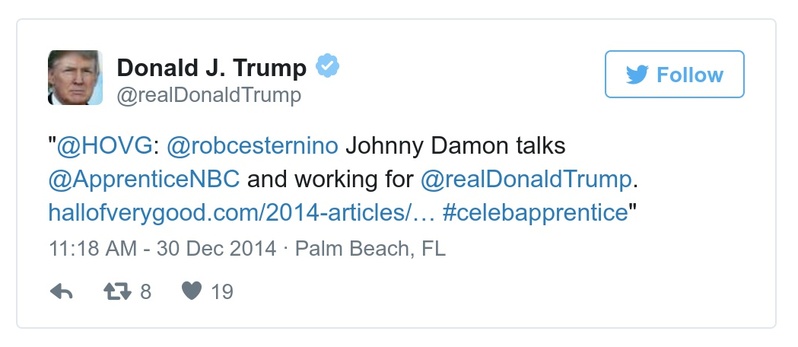 Donald J. Trump
@realDonaldTrump
Follow
"@HOVG: @robcesternino Johnny Damon talks
@ApprenticeNBC and working for @realDonaldTrump.
hallofverygood.com/2014-articles/… #celebapprentice"
11:18 AM - 30 Dec 2014 · Palm Beach, FL
8 19